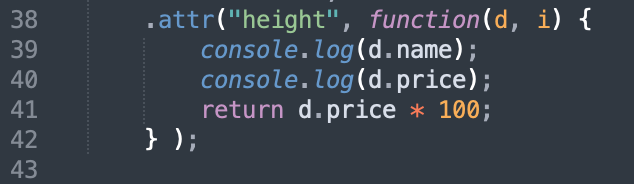 38 .attr("height", function(d, i) {
39 console.log(d.name);
40 console.log(d.price);
41 return d.price * 100;
42 } );
43